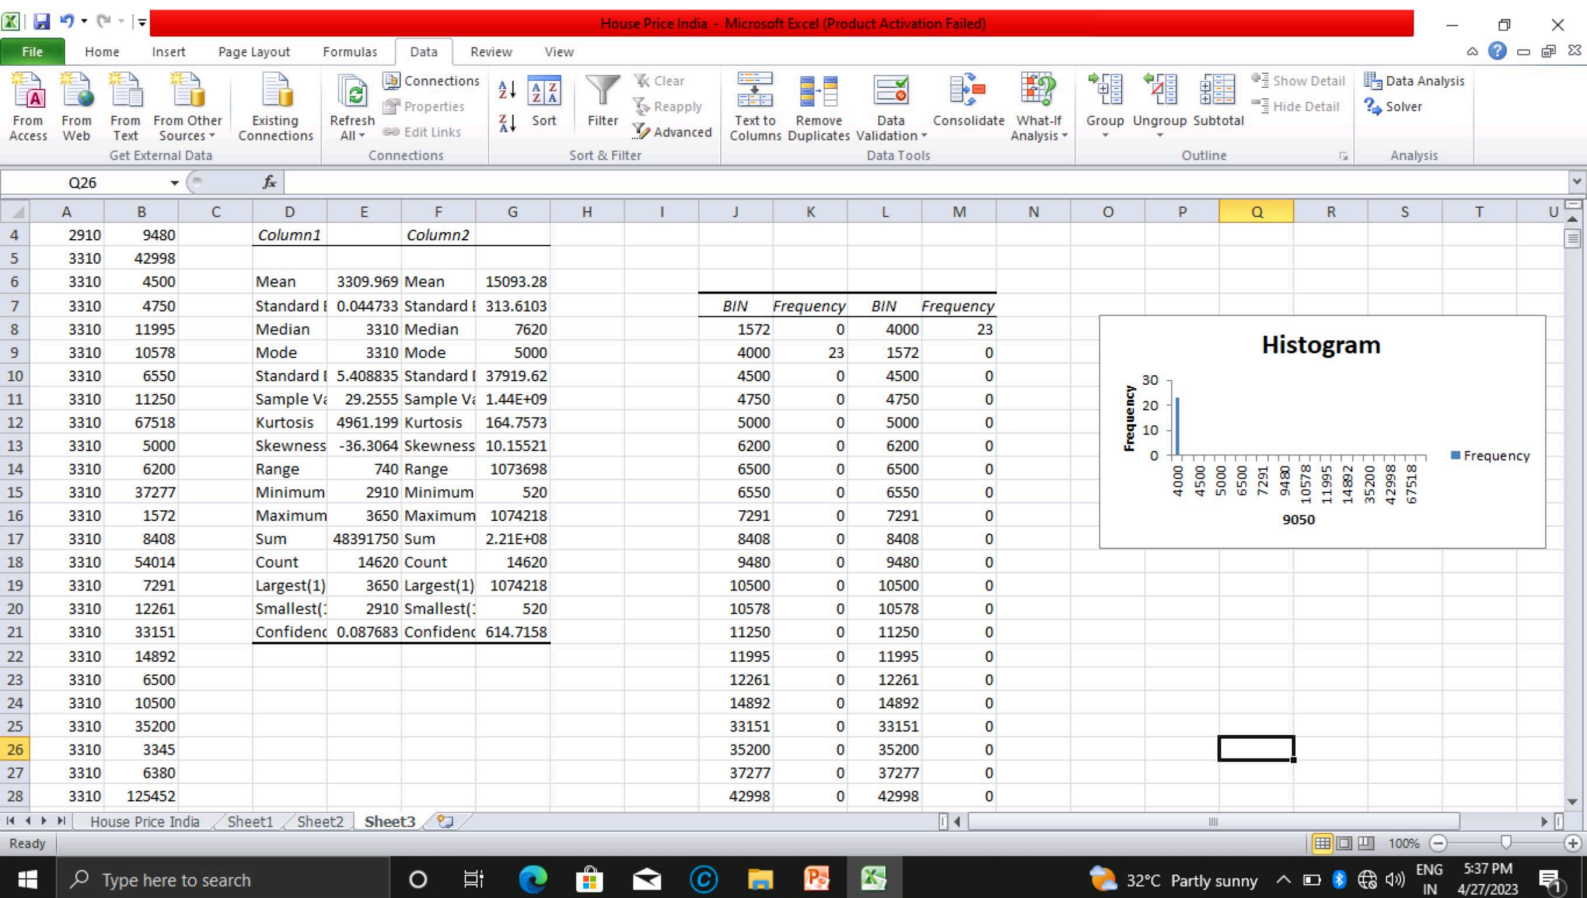 House Price India - Microsoft Excel (Product Activation Failed)
File Home Insert Page Layout Formulas Data Review View
From Access
From Web
From Text
From Other Sources
Existing Connections
Get External Data
Refresh All
Connections
Properties
Edit Links
Connections
Sort
Filter
Clear
Reapply
Advanced
Sort & Filter
Text to Columns
Remove Duplicates
Data Validation
Consolidate
What-If Analysis
Data Tools
Group
Ungroup
Subtotal
Show Detail
Hide Detail
Outline
Data Analysis
Solver
Analysis
Q26 fx
A B C D E F G H I J K L M N O P Q R S T U
4 2910 9480 Column1 Column2
5 3310 42998
6 3310 4500 Mean 3309.969 Mean 15093.28
7 3310 4750 Standard E 0.044733 Standard E 313.6103 BIN Frequency BIN Frequency
8 3310 11995 Median 3310 Median 7620 1572 0 4000 23
9 3310 10578 Mode 3310 Mode 5000 4000 23 1572 0
10 3310 6550 Standard D 5.408835 Standard D 37919.62 4500 0 4500 0
11 3310 11250 Sample Va 29.2555 Sample Va 1.44E+09 4750 0 4750 0
12 3310 67518 Kurtosis 4961.199 Kurtosis 164.7573 5000 0 5000 0
13 3310 5000 Skewness -36.3064 Skewness 10.15521 6200 0 6200 0
14 3310 6200 Range 740 Range 1073698 6500 0 6500 0
15 3310 37277 Minimum 2910 Minimum 520 6550 0 6550 0
16 3310 1572 Maximum 3650 Maximum 1074218 7291 0 7291 0
17 3310 8408 Sum 48391750 Sum 2.21E+08 8408 0 8408 0
18 3310 54014 Count 14620 Count 14620 9480 0 9480 0
19 3310 7291 Largest(1) 3650 Largest(1) 1074218 10500 0 10500 0
20 3310 12261 Smallest(1 2910 Smallest(1 520 10578 0 10578 0
21 3310 33151 Confidenc 0.087683 Confidenc 614.7158 11250 0 11250 0
22 3310 14892 11995 0 11995 0
23 3310 6500 12261 0 12261 0
24 3310 10500 14892 0 14892 0
25 3310 35200 33151 0 33151 0
26 3310 3345 35200 0 35200 0
27 3310 6380 37277 0 37277 0
28 3310 125452 42998 0 42998 0
Histogram
Frequency
30
20
10
0
4000 4500 5000 6500 7291 9480 10578 11995 14892 35200 42998 67518
9050
Frequency
House Price India Sheet1 Sheet2 Sheet3
Ready 100%
Type here to search
32°C Partly sunny
ENG IN
5:37 PM
4/27/2023
1